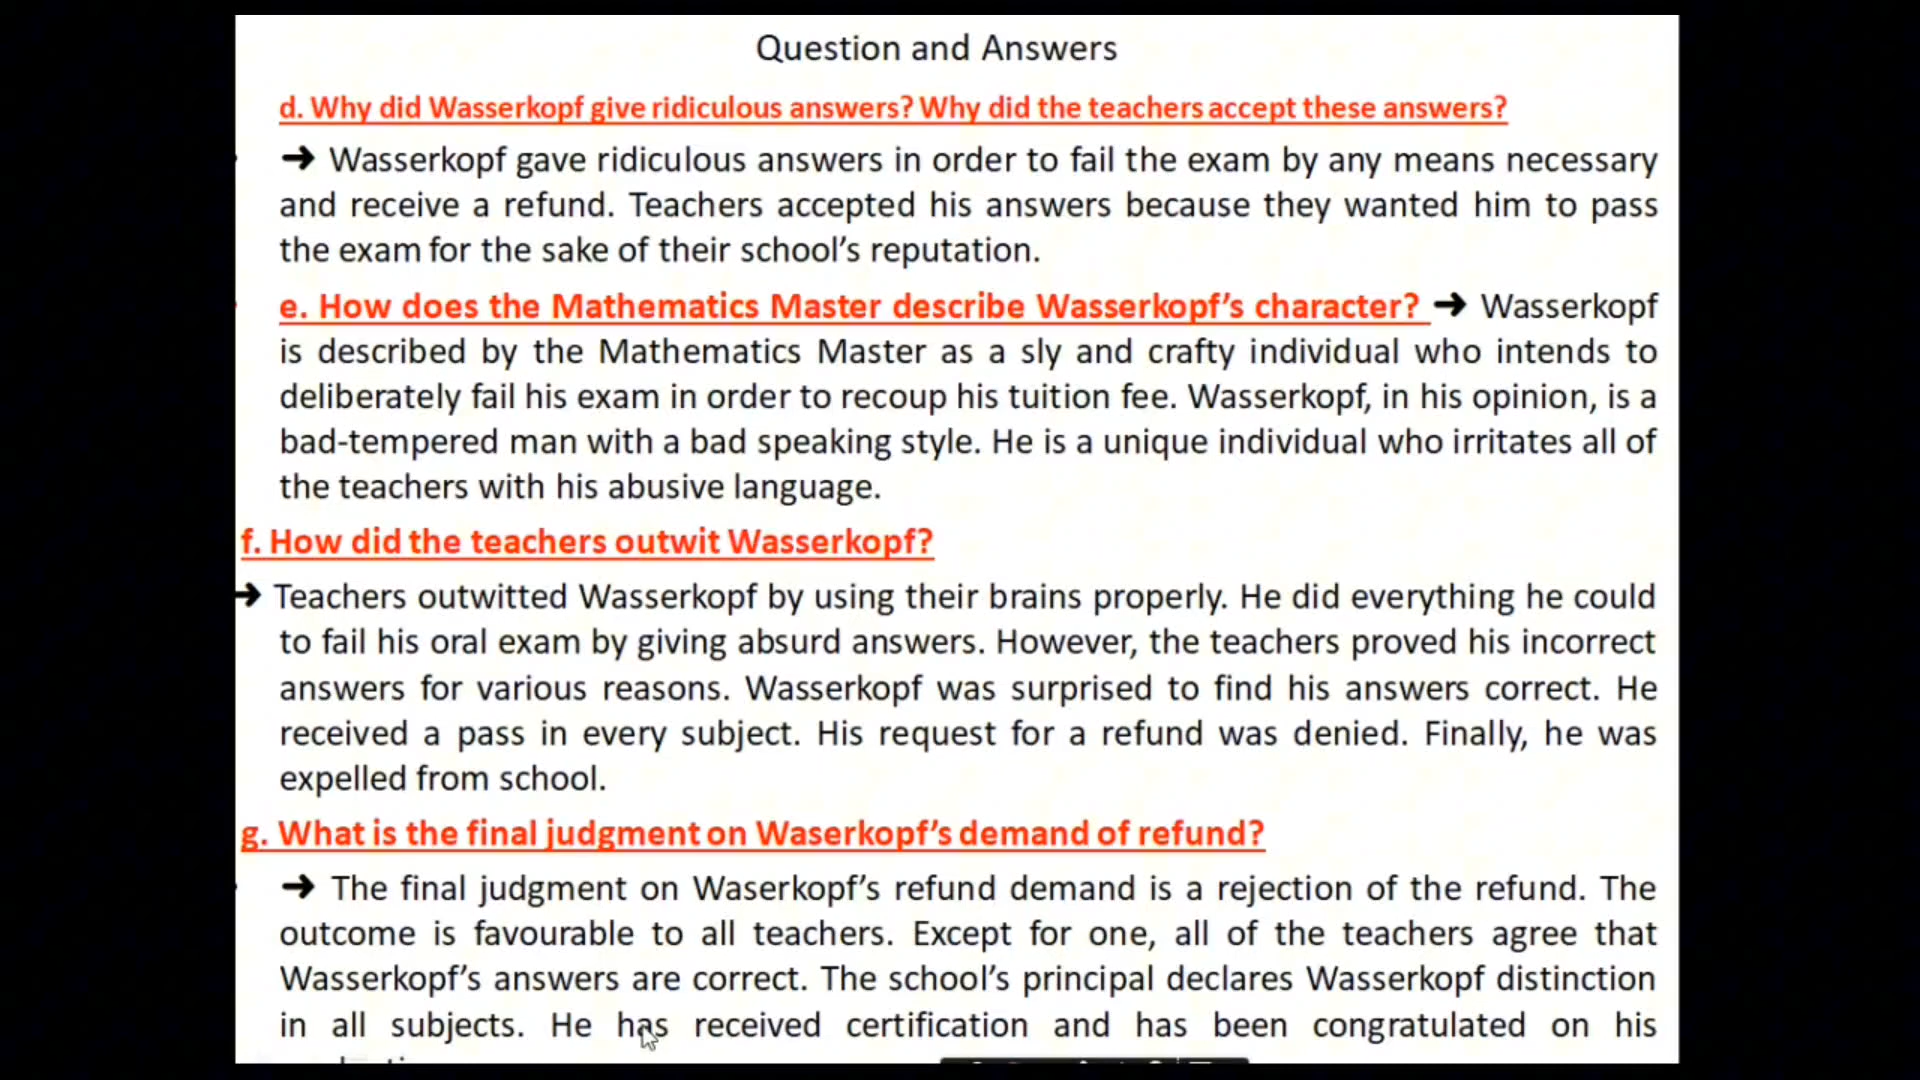 Question and Answers
d. Why did Wasserkopf give ridiculous answers? Why did the teachers accept these answers?
➜ Wasserkopf gave ridiculous answers in order to fail the exam by any means necessary
and receive a refund. Teachers accepted his answers because they wanted him to pass
the exam for the sake of their school’s reputation.
e. How does the Mathematics Master describe Wasserkopf’s character? ➜ Wasserkopf
is described by the Mathematics Master as a sly and crafty individual who intends to
deliberately fail his exam in order to recoup his tuition fee. Wasserkopf, in his opinion, is a
bad-tempered man with a bad speaking style. He is a unique individual who irritates all of
the teachers with his abusive language.
f. How did the teachers outwit Wasserkopf?
➜ Teachers outwitted Wasserkopf by using their brains properly. He did everything he could
to fail his oral exam by giving absurd answers. However, the teachers proved his incorrect
answers for various reasons. Wasserkopf was surprised to find his answers correct. He
received a pass in every subject. His request for a refund was denied. Finally, he was
expelled from school.
g. What is the final judgment on Waserkopf’s demand of refund?
➜ The final judgment on Waserkopf’s refund demand is a rejection of the refund. The
outcome is favourable to all teachers. Except for one, all of the teachers agree that
Wasserkopf’s answers are correct. The school’s principal declares Wasserkopf distinction
in all subjects. He has received certification and has been congratulated on his